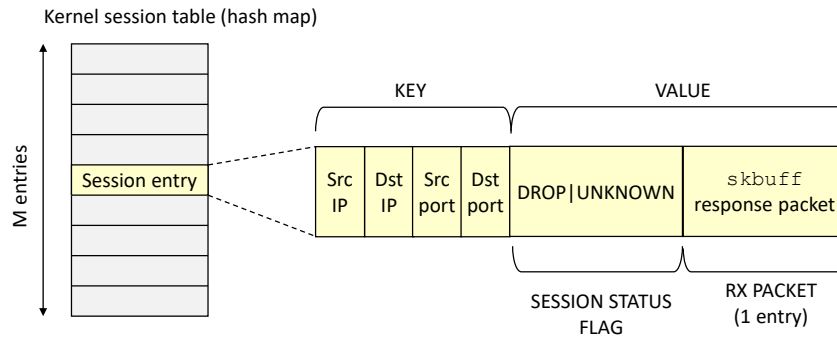 Kernel session table (hash map)
M entries
Session entry
KEY
VALUE
Src
IP
Dst
IP
Src
port
Dst
port
DROP|UNKNOWN
skbuff
response packet
SESSION STATUS
FLAG
RX PACKET
(1 entry)